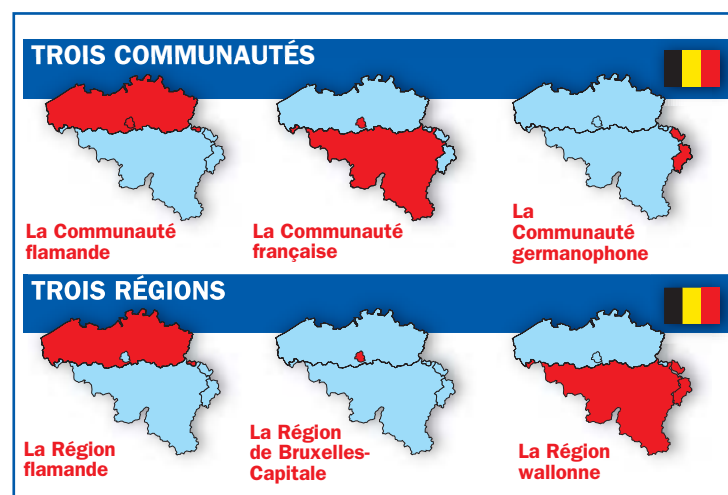 TROIS COMMUNAUTÉS
La Communauté
flamande
La Communauté
française
La
Communauté
germanophone
TROIS RÉGIONS
La Région
flamande
La Région
de Bruxelles-
Capitale
La Région
wallonne